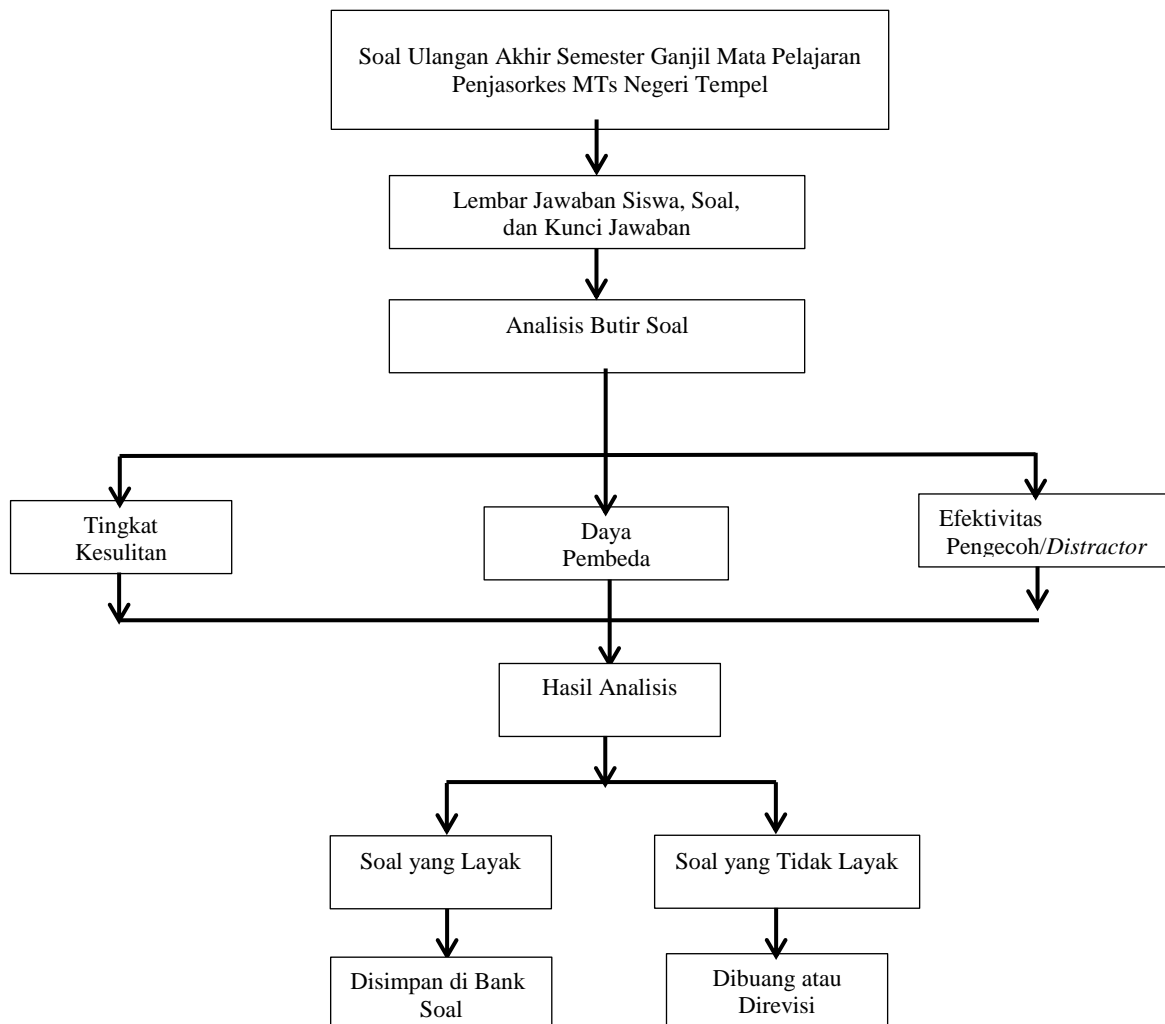 Soal Ulangan Akhir Semester Ganjil Mata Pelajaran
Penjasorkes MTs Negeri Tempel
Lembar Jawaban Siswa, Soal,
dan Kunci Jawaban
Analisis Butir Soal
Tingkat
Kesulitan
Daya
Pembeda
Efektivitas
Pengecoh/Distractor
Hasil Analisis
Soal yang Layak
Soal yang Tidak Layak
Disimpan di Bank
Soal
Dibuang atau
Direvisi